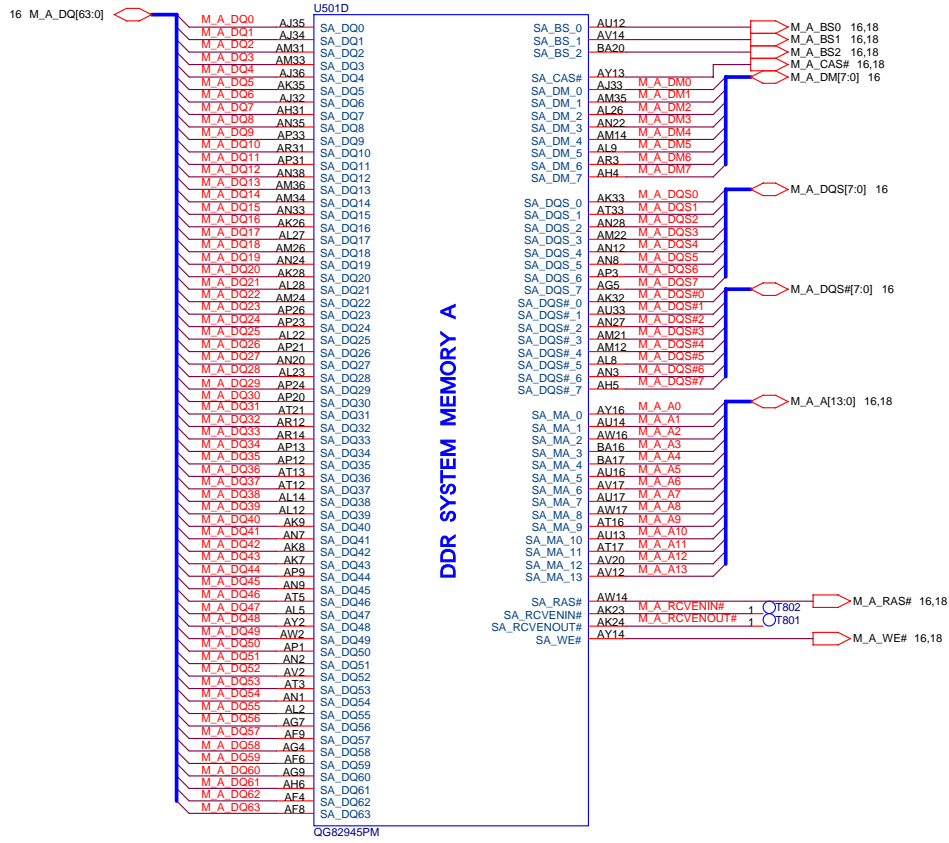 U501D
16 M_A_DQ[63:0]
M_A_DQ0 AJ35 SA_DQ0
M_A_DQ1 AJ34 SA_DQ1
M_A_DQ2 AM31 SA_DQ2
M_A_DQ3 AM33 SA_DQ3
M_A_DQ4 AJ36 SA_DQ4
M_A_DQ5 AK35 SA_DQ5
M_A_DQ6 AJ32 SA_DQ6
M_A_DQ7 AH31 SA_DQ7
M_A_DQ8 AN35 SA_DQ8
M_A_DQ9 AP33 SA_DQ9
M_A_DQ10 AR31 SA_DQ10
M_A_DQ11 AP31 SA_DQ11
M_A_DQ12 AN38 SA_DQ12
M_A_DQ13 AM36 SA_DQ13
M_A_DQ14 AM34 SA_DQ14
M_A_DQ15 AN33 SA_DQ15
M_A_DQ16 AK26 SA_DQ16
M_A_DQ17 AL27 SA_DQ17
M_A_DQ18 AM26 SA_DQ18
M_A_DQ19 AN24 SA_DQ19
M_A_DQ20 AK28 SA_DQ20
M_A_DQ21 AL28 SA_DQ21
M_A_DQ22 AM24 SA_DQ22
M_A_DQ23 AP26 SA_DQ23
M_A_DQ24 AP23 SA_DQ24
M_A_DQ25 AL22 SA_DQ25
M_A_DQ26 AP21 SA_DQ26
M_A_DQ27 AN20 SA_DQ27
M_A_DQ28 AL23 SA_DQ28
M_A_DQ29 AP24 SA_DQ29
M_A_DQ30 AP20 SA_DQ30
M_A_DQ31 AT21 SA_DQ31
M_A_DQ32 AR12 SA_DQ32
M_A_DQ33 AR14 SA_DQ33
M_A_DQ34 AP13 SA_DQ34
M_A_DQ35 AP12 SA_DQ35
M_A_DQ36 AT13 SA_DQ36
M_A_DQ37 AT12 SA_DQ37
M_A_DQ38 AL14 SA_DQ38
M_A_DQ39 AL12 SA_DQ39
M_A_DQ40 AK9 SA_DQ40
M_A_DQ41 AN7 SA_DQ41
M_A_DQ42 AK8 SA_DQ42
M_A_DQ43 AK7 SA_DQ43
M_A_DQ44 AP9 SA_DQ44
M_A_DQ45 AN9 SA_DQ45
M_A_DQ46 AT5 SA_DQ46
M_A_DQ47 AL5 SA_DQ47
M_A_DQ48 AY2 SA_DQ48
M_A_DQ49 AW2 SA_DQ49
M_A_DQ50 AP1 SA_DQ50
M_A_DQ51 AN2 SA_DQ51
M_A_DQ52 AV2 SA_DQ52
M_A_DQ53 AT3 SA_DQ53
M_A_DQ54 AN1 SA_DQ54
M_A_DQ55 AL2 SA_DQ55
M_A_DQ56 AG7 SA_DQ56
M_A_DQ57 AF9 SA_DQ57
M_A_DQ58 AG4 SA_DQ58
M_A_DQ59 AF6 SA_DQ59
M_A_DQ60 AG9 SA_DQ60
M_A_DQ61 AH6 SA_DQ61
M_A_DQ62 AF4 SA_DQ62
M_A_DQ63 AF8 SA_DQ63
DDR SYSTEM MEMORY A
SA_BS_0 AU12 M_A_BS0 16,18
SA_BS_1 AV14 M_A_BS1 16,18
SA_BS_2 BA20 M_A_BS2 16,18
SA_CAS# AY13 M_A_CAS# 16,18
M_A_DM[7:0] 16
SA_DM_0 AJ33 M_A_DM0
SA_DM_1 AM35 M_A_DM1
SA_DM_2 AL26 M_A_DM2
SA_DM_3 AN22 M_A_DM3
SA_DM_4 AM14 M_A_DM4
SA_DM_5 AL9 M_A_DM5
SA_DM_6 AR3 M_A_DM6
SA_DM_7 AH4 M_A_DM7
M_A_DQS[7:0] 16
SA_DQS_0 AK33 M_A_DQS0
SA_DQS_1 AT33 M_A_DQS1
SA_DQS_2 AN28 M_A_DQS2
SA_DQS_3 AM22 M_A_DQS3
SA_DQS_4 AN12 M_A_DQS4
SA_DQS_5 AN8 M_A_DQS5
SA_DQS_6 AP3 M_A_DQS6
SA_DQS_7 AG5 M_A_DQS7
M_A_DQS#[7:0] 16
SA_DQS#_0 AK32 M_A_DQS#0
SA_DQS#_1 AU33 M_A_DQS#1
SA_DQS#_2 AN27 M_A_DQS#2
SA_DQS#_3 AM21 M_A_DQS#3
SA_DQS#_4 AM12 M_A_DQS#4
SA_DQS#_5 AL8 M_A_DQS#5
SA_DQS#_6 AN3 M_A_DQS#6
SA_DQS#_7 AH5 M_A_DQS#7
M_A_A[13:0] 16,18
SA_MA_0 AY16 M_A_A0
SA_MA_1 AU14 M_A_A1
SA_MA_2 AW16 M_A_A2
SA_MA_3 BA16 M_A_A3
SA_MA_4 BA17 M_A_A4
SA_MA_5 AU16 M_A_A5
SA_MA_6 AV17 M_A_A6
SA_MA_7 AU17 M_A_A7
SA_MA_8 AW17 M_A_A8
SA_MA_9 AT16 M_A_A9
SA_MA_10 AU13 M_A_A10
SA_MA_11 AT17 M_A_A11
SA_MA_12 AV20 M_A_A12
SA_MA_13 AV12 M_A_A13
SA_RAS# AW14 M_A_RAS# 16,18
SA_RCVENIN# AK23 M_A_RCVENIN# 1 T802
SA_RCVENOUT# AK24 M_A_RCVENOUT# 1 T801
SA_WE# AY14 M_A_WE# 16,18
QG82945PM